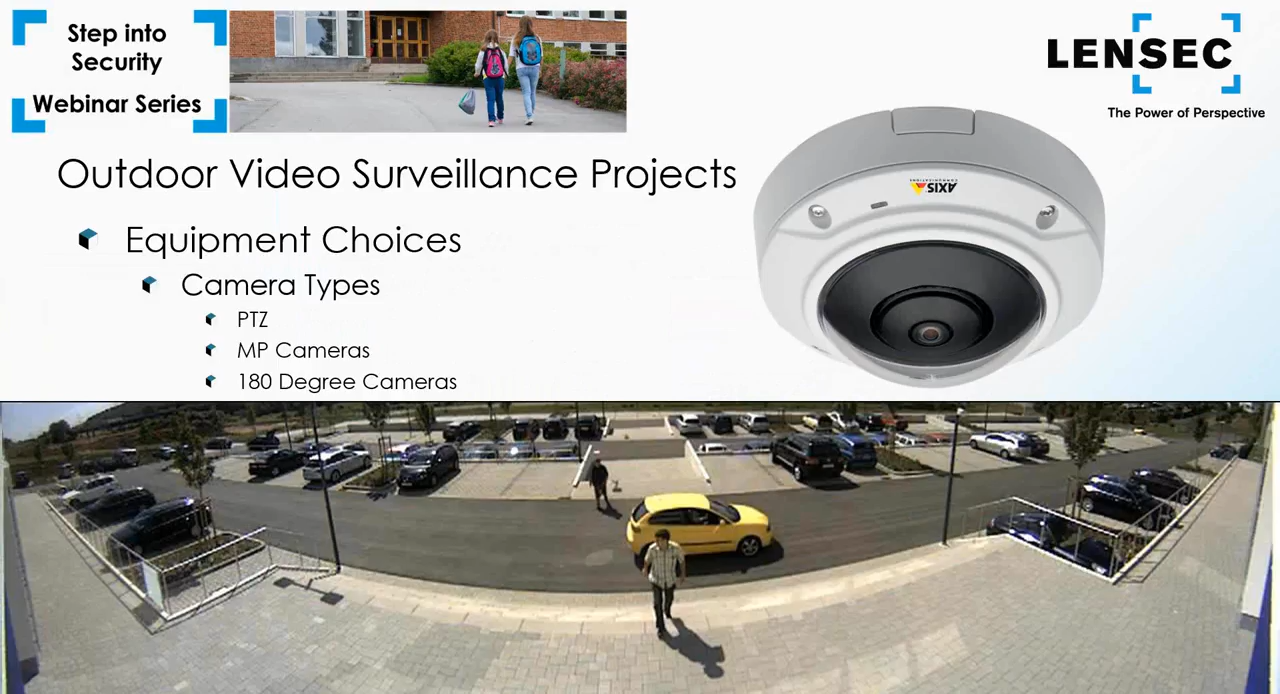 Step into
Security
Webinar Series
LENSEC
The Power of Perspective
Outdoor Video Surveillance Projects
AXIS
COMMUNICATIONS
Equipment Choices
Camera Types
PTZ
MP Cameras
180 Degree Cameras